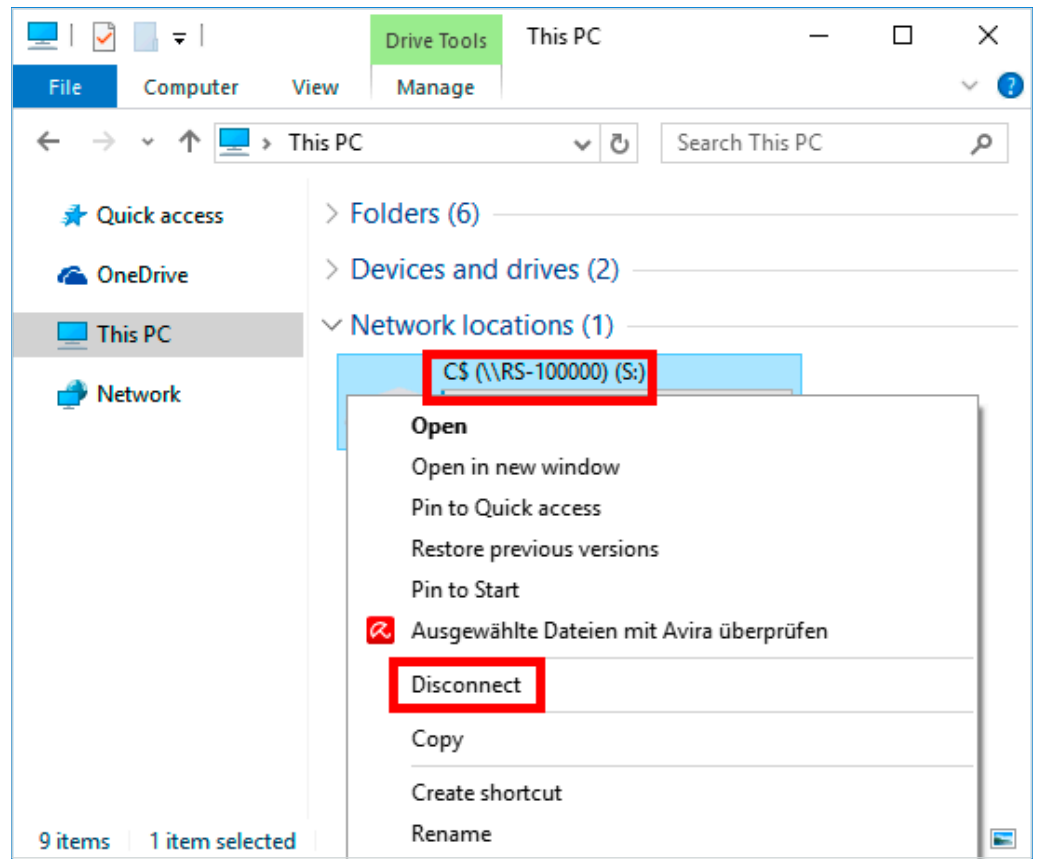 Drive Tools This PC
File Computer View Manage
This PC Search This PC
Quick access
OneDrive
This PC
Network
Folders (6)
Devices and drives (2)
Network locations (1)
C$ (\\RS-100000) (S:)
Open
Open in new window
Pin to Quick access
Restore previous versions
Pin to Start
Ausgewählte Dateien mit Avira überprüfen
Disconnect
Copy
Create shortcut
Rename
9 items 1 item selected